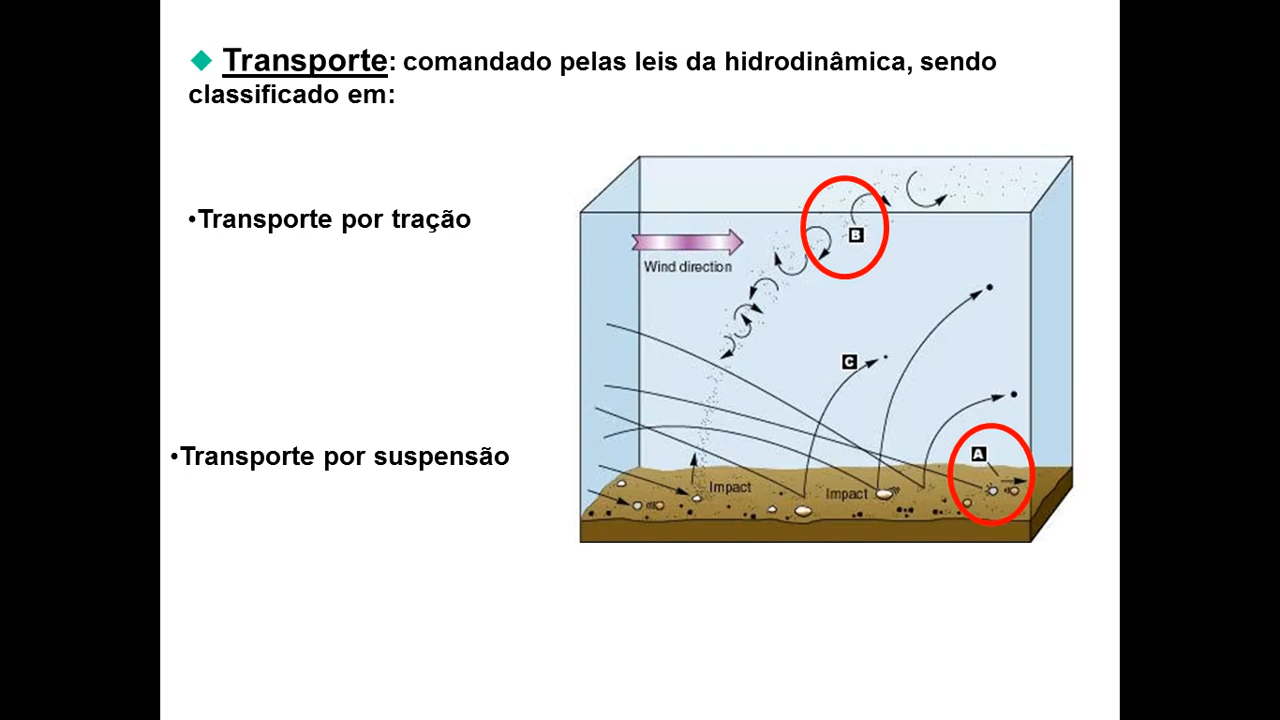 Transporte: comandado pelas leis da hidrodinâmica, sendo
classificado em:
•Transporte por tração
•Transporte por suspensão
B
Wind direction
C
A
Impact
Impact